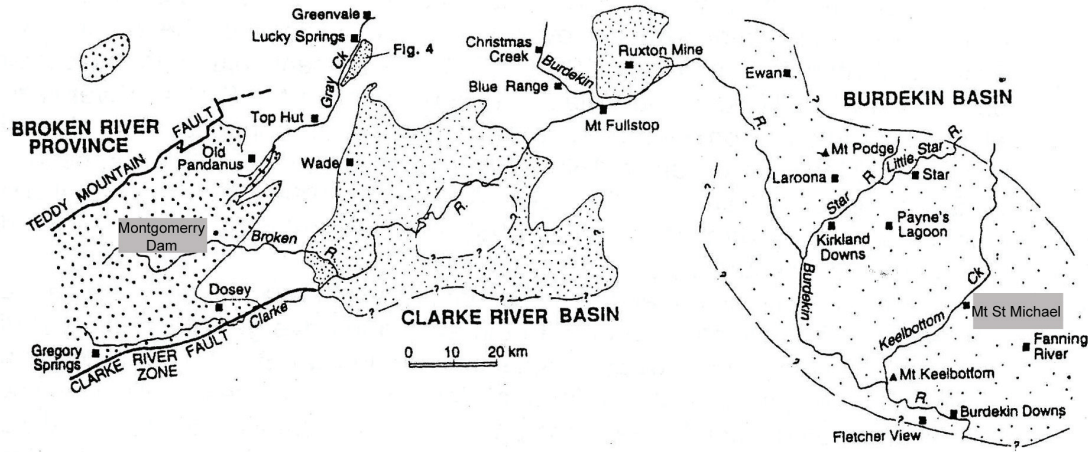 Greenvale
Lucky Springs
Fig. 4
Gray Ck
Christmas
Creek
Burdekin
Ruxton Mine
Blue Range
Mt Fullstop
Ewan
R.
BURDEKIN BASIN
BROKEN RIVER
PROVINCE
TEDDY MOUNTAIN FAULT
Top Hut
Old
Pandanus
Wade
Mt Podge
Little Star R.
Laroona
Star
Star R
Payne's
Lagoon
Kirkland
Downs
Montgomerry
Dam
Broken R.
R.
Burdekin
Dosey
Clarke
CLARKE RIVER BASIN
Keelbottom Ck
Mt St Michael
Fanning
River
Gregory
Springs
CLARKE RIVER FAULT
ZONE
0 10 20 km
Mt Keelbottom
R.
Burdekin Downs
Fletcher View
? ? ? ? ? ? ? ? ? ? ? ?